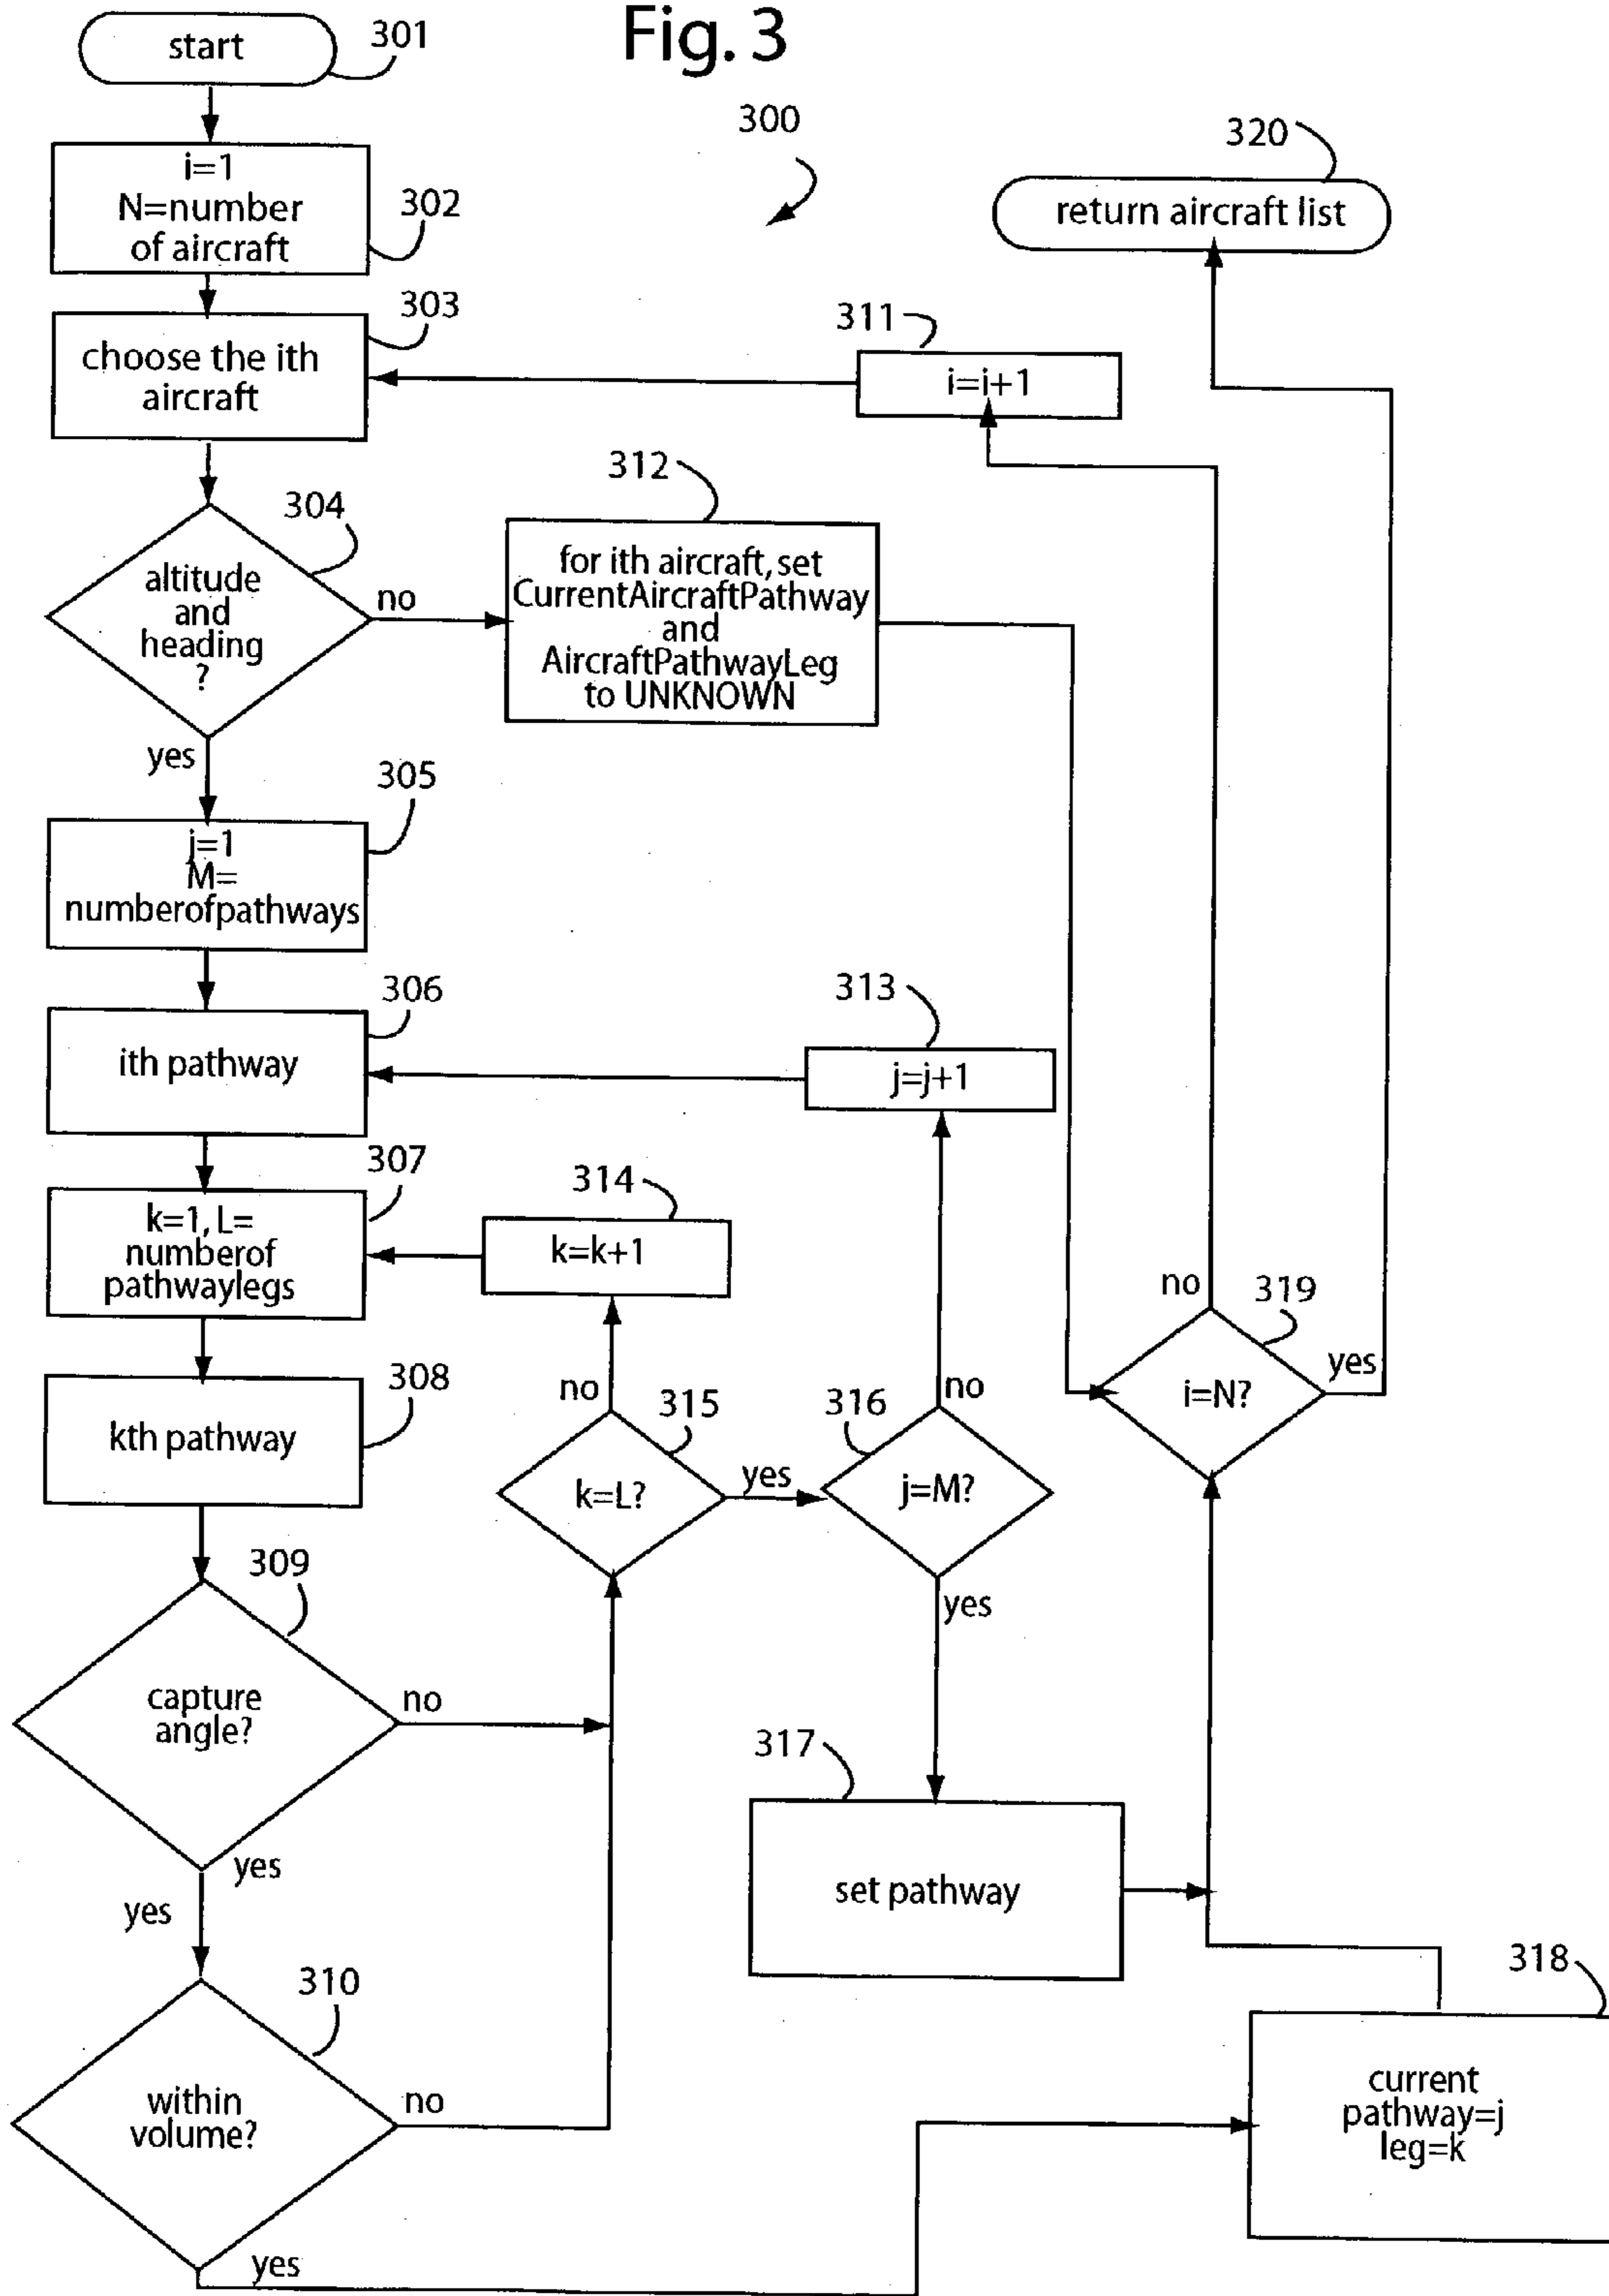 Fig. 3
300
start
301
i=1
N=number
of aircraft
302
320
return aircraft list
choose the ith
aircraft
303
311
i=i+1
altitude
and
heading
?
304
no
yes
312
for ith aircraft, set
CurrentAircraftPathway
and
AircraftPathwayLeg
to UNKNOWN
j=1
M=
numberofpathways
305
ith pathway
306
313
j=j+1
k=1, L=
numberof
pathwaylegs
307
314
k=k+1
kth pathway
308
no
315
k=L?
yes
316
no
j=M?
yes
no
319
i=N?
yes
309
capture
angle?
no
yes
yes
317
set pathway
310
within
volume?
no
yes
318
current
pathway=j
leg=k